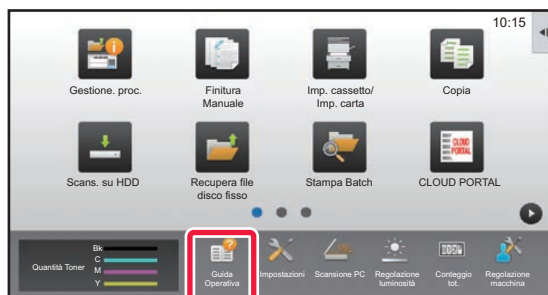 10:15
Gestione. proc.
Finitura
Manuale
Imp. cassetto/
Imp. carta
Copia
CLOUD
PORTAL
Scans. su HDD
Recupera file
disco fisso
Stampa Batch
CLOUD PORTAL
Quantità Toner
Bk
C
M
Y
Guida
Operativa
Impostazioni
Scansione PC
Regolazione
luminosità
Conteggio
tot.
Regolazione
macchina